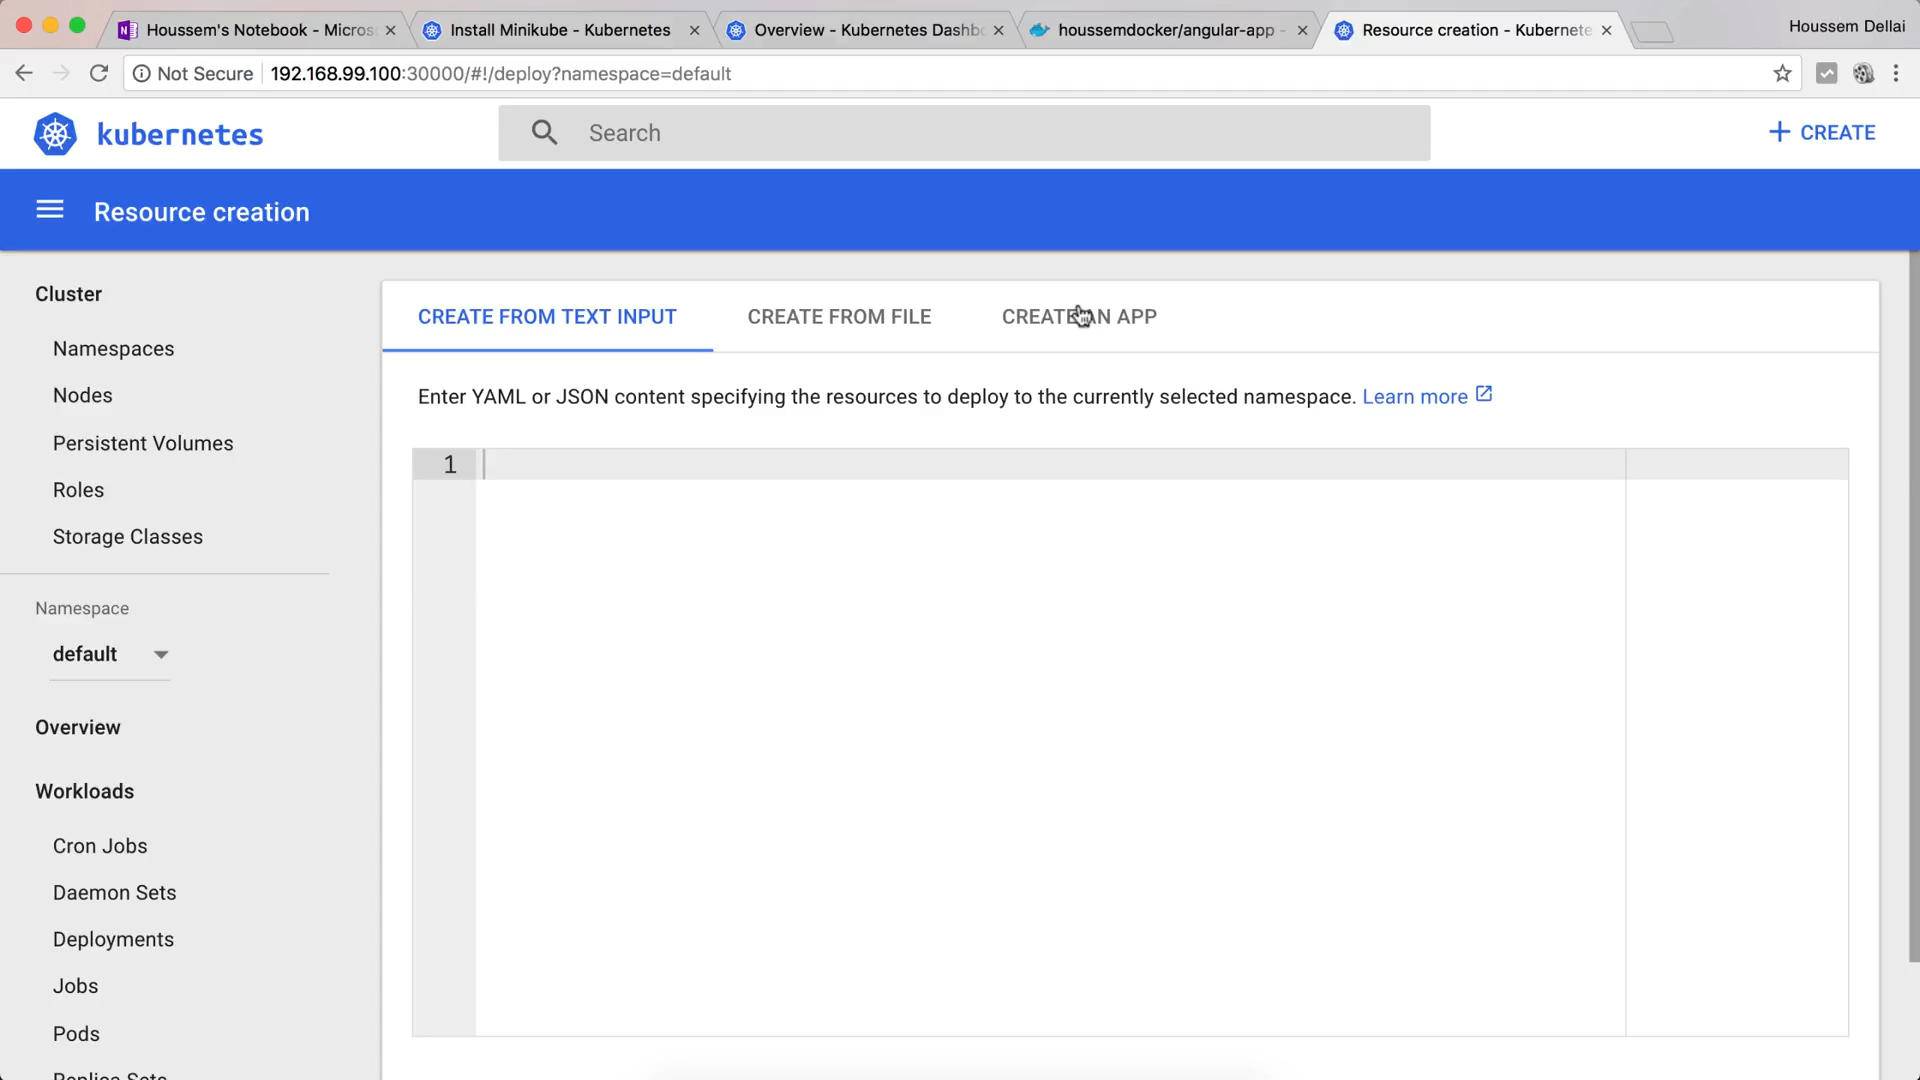 Houssem's Notebook - Micros
Install Minikube - Kubernetes
Overview - Kubernetes Dashb
houssemdocker/angular-app -
Resource creation - Kubernete
Houssem Dellai
Not Secure
192.168.99.100:30000/#!/deploy?namespace=default
kubernetes
Search
+ CREATE
Resource creation
Cluster
Namespaces
Nodes
Persistent Volumes
Roles
Storage Classes
Namespace
default
Overview
Workloads
Cron Jobs
Daemon Sets
Deployments
Jobs
Pods
Replica Sets
CREATE FROM TEXT INPUT
CREATE FROM FILE
CREATE AN APP
Enter YAML or JSON content specifying the resources to deploy to the currently selected namespace. Learn more
1